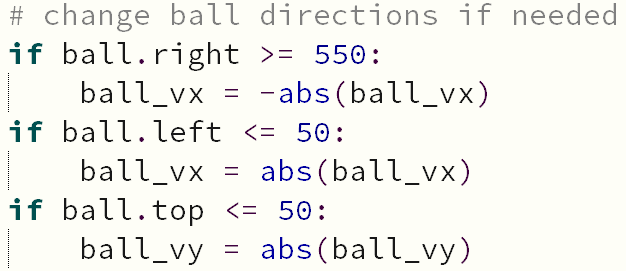 # change ball directions if needed
if ball.right >= 550:
    ball_vx = -abs(ball_vx)
if ball.left <= 50:
    ball_vx = abs(ball_vx)
if ball.top <= 50:
    ball_vy = abs(ball_vy)